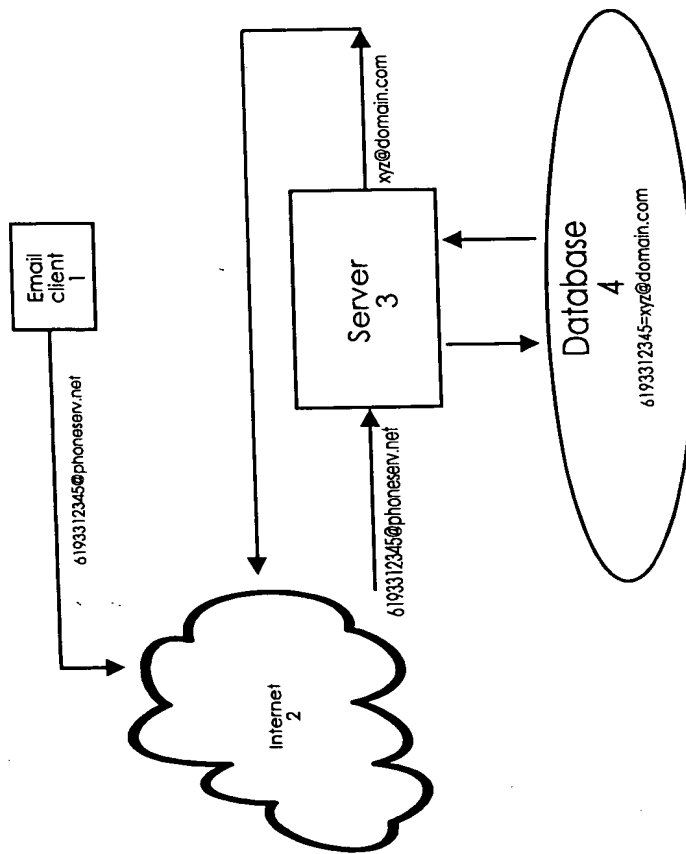 Email
client
1
6193312345@phoneserv.net
Internet
2
6193312345@phoneserv.net
Server
3
xyz@domain.com
Database
4
6193312345=xyz@domain.com